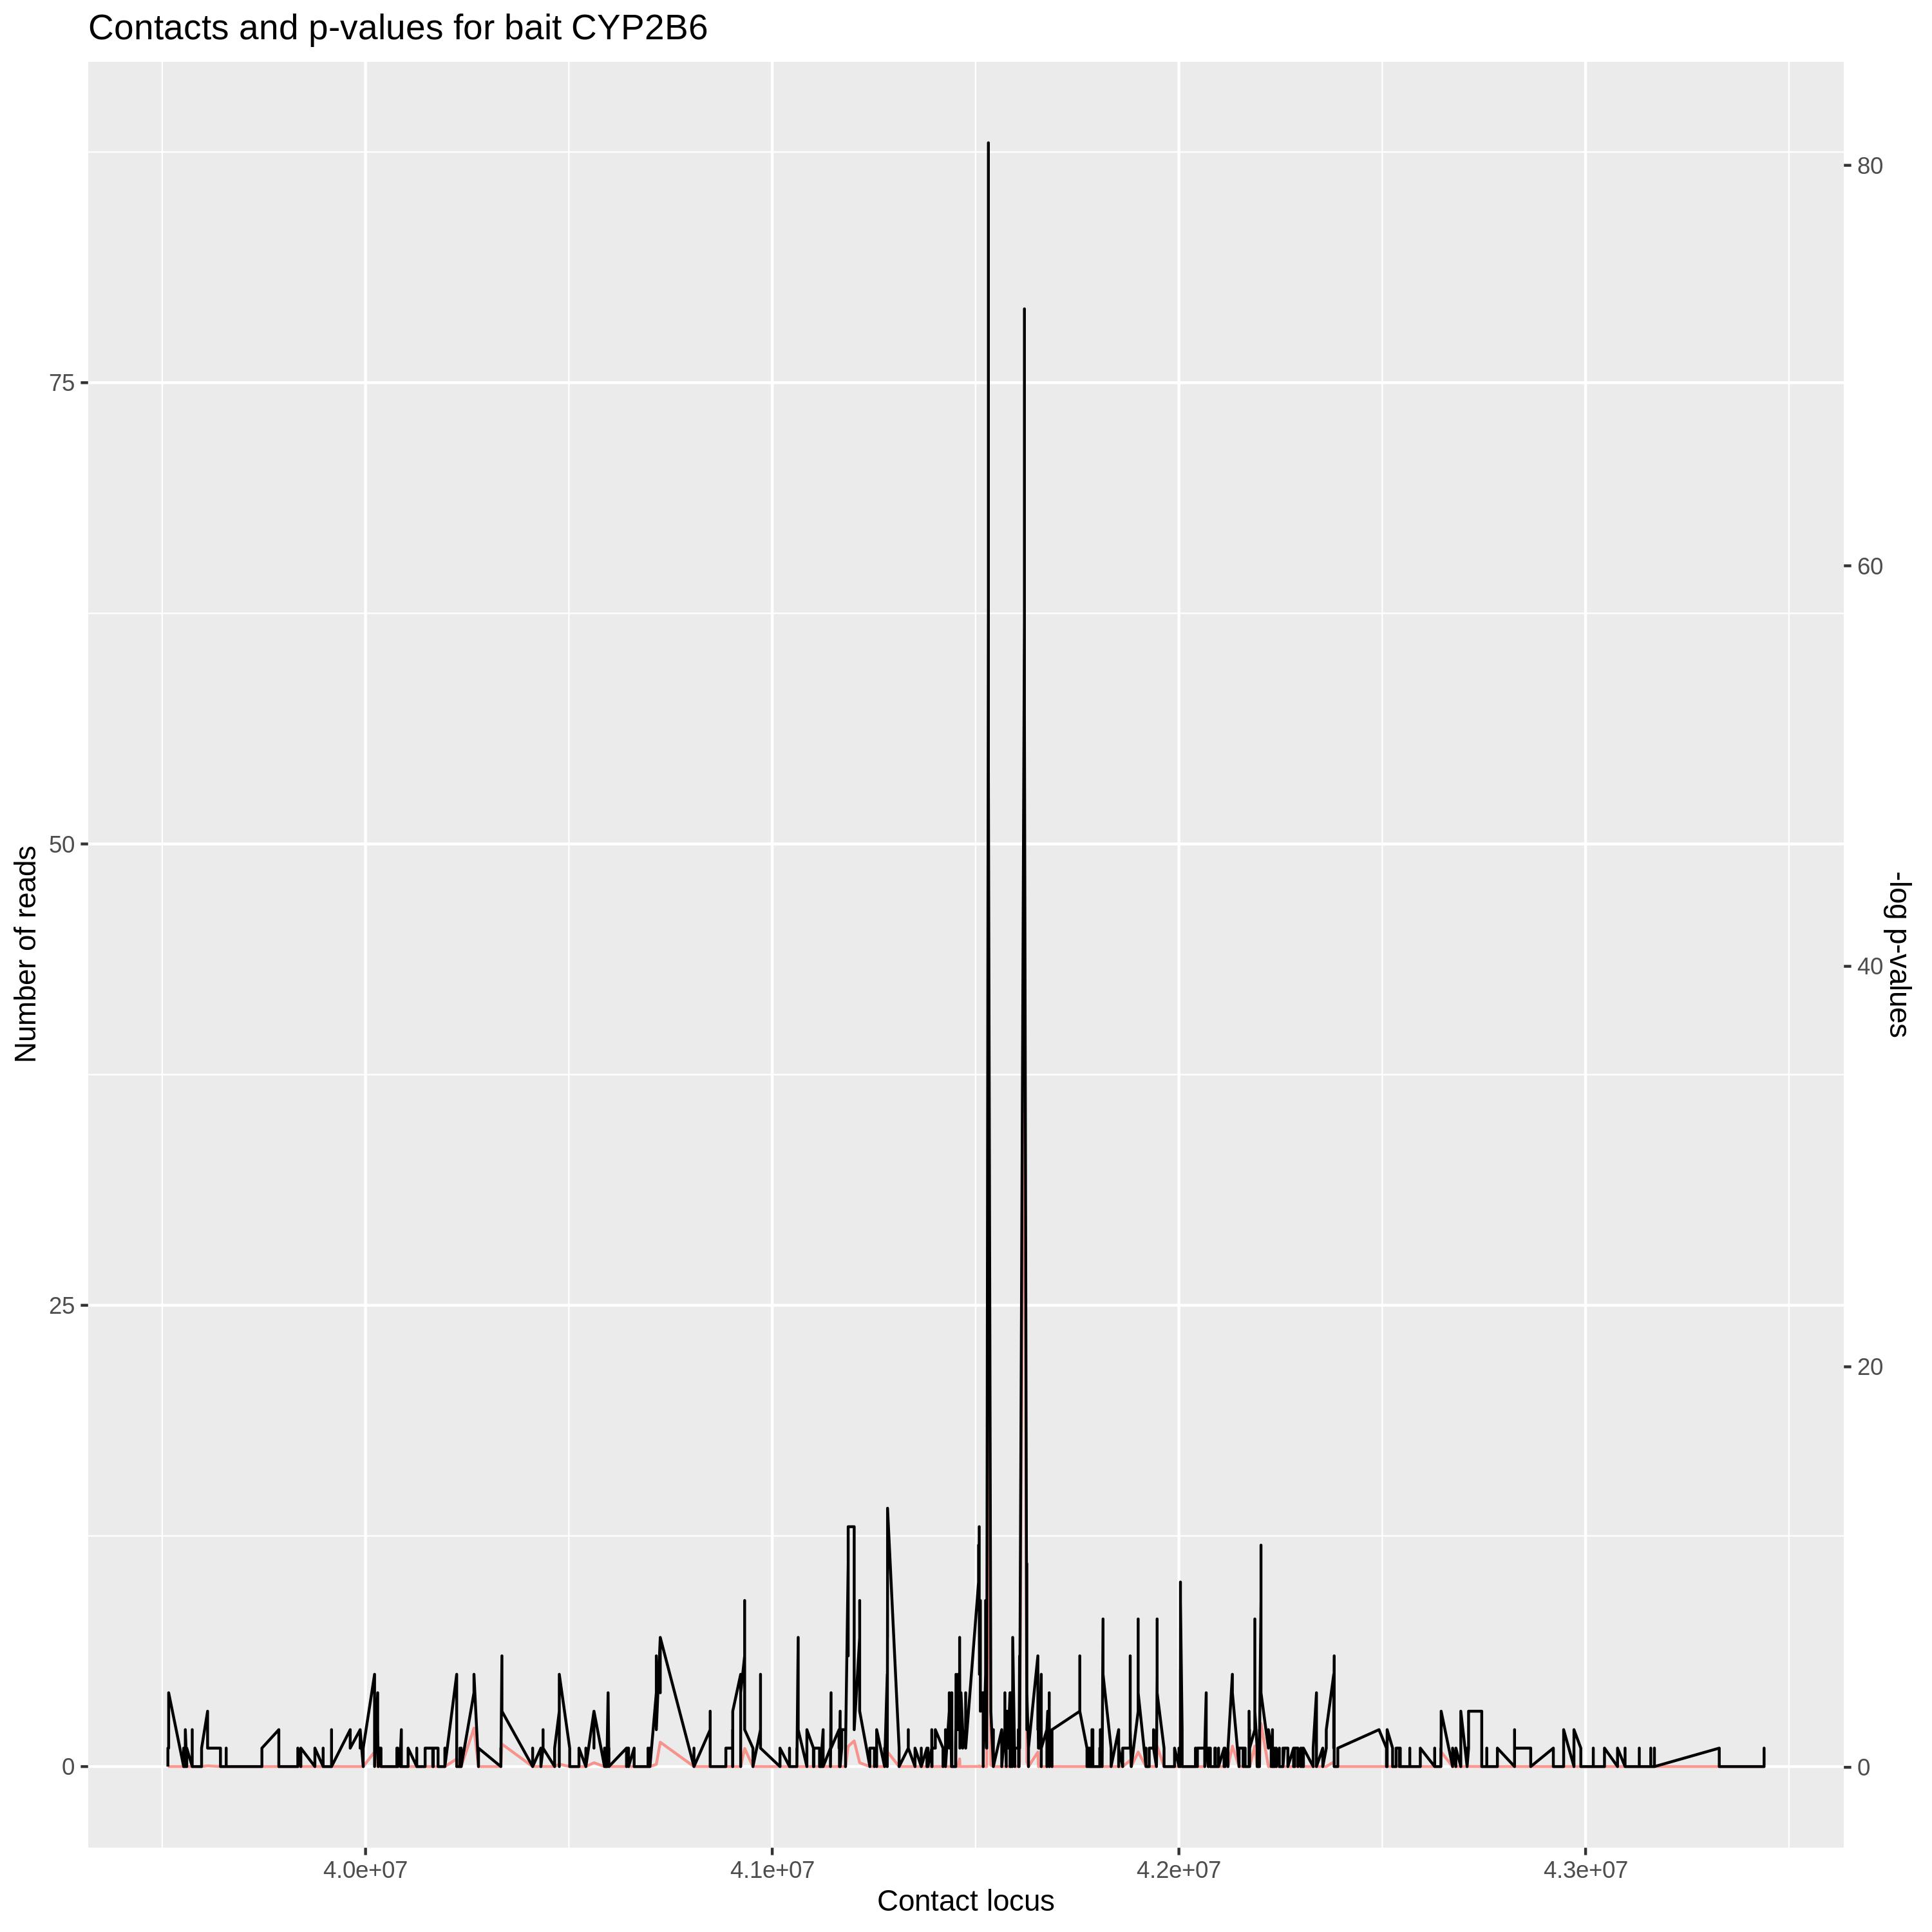 Contacts and p-values for bait CYP2B6
Number of reads
75
50
25
0
80
60
40
20
0
-log p-values
4.0e+07
4.1e+07
4.2e+07
4.3e+07
Contact locus